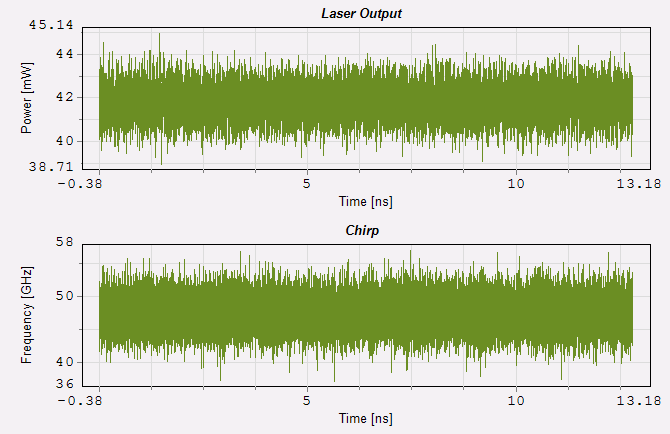 Laser Output
45.14
44
42
40
38.71
Power [mW]
-0.38 5 10 13.18
Time [ns]
Chirp
58
50
40
36
Frequency [GHz]
-0.38 5 10 13.18
Time [ns]